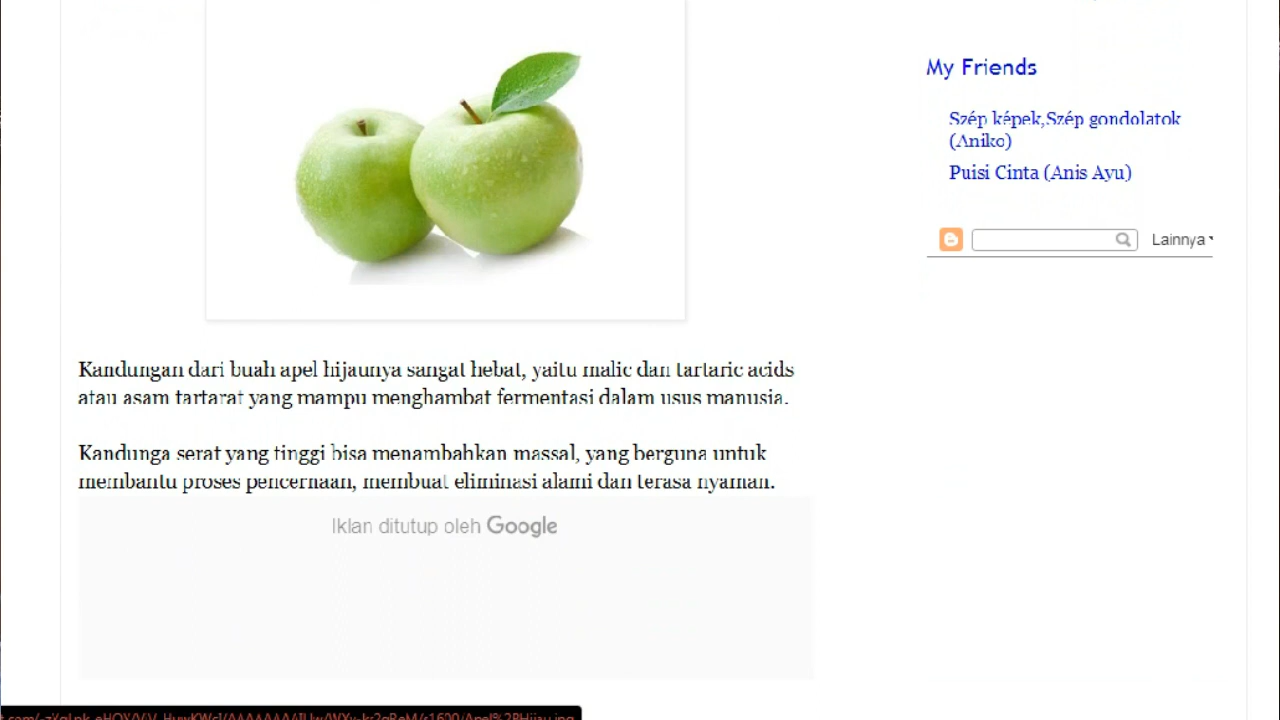 My Friends
Szép képek,Szép gondolatok
(Aniko)
Puisi Cinta (Anis Ayu)
Lainnya
Kandungan dari buah apel hijaunya sangat hebat, yaitu malic dan tartaric acids
atau asam tartarat yang mampu menghambat fermentasi dalam usus manusia.
Kandunga serat yang tinggi bisa menambahkan massal, yang berguna untuk
membantu proses pencernaan, membuat eliminasi alami dan terasa nyaman.
Iklan ditutup oleh Google